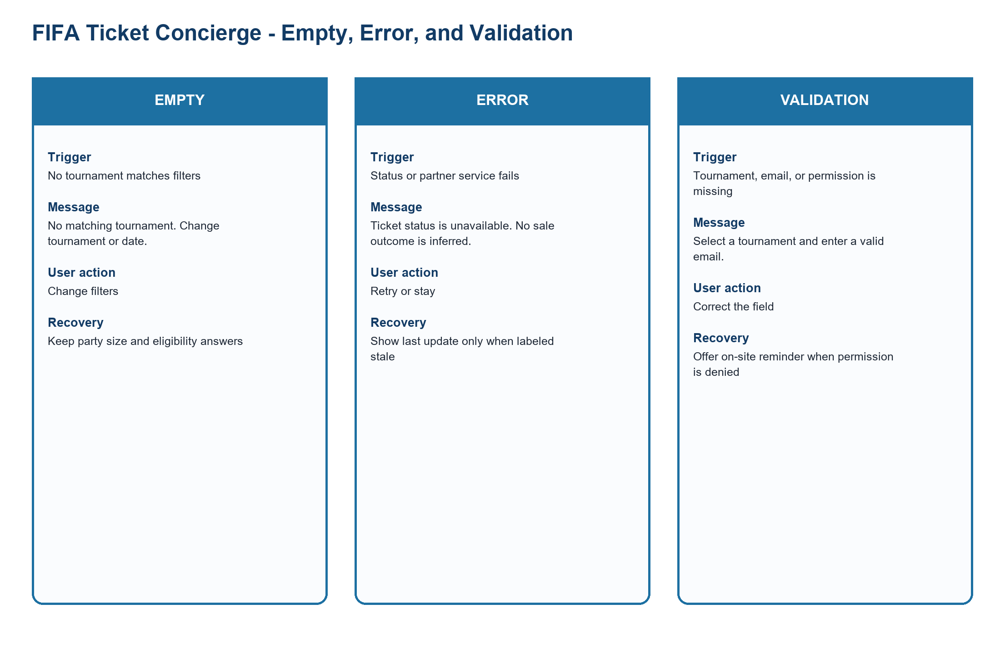 FIFA Ticket Concierge - Empty, Error, and Validation
EMPTY
Trigger
No tournament matches filters
Message
No matching tournament. Change
tournament or date.
User action
Change filters
Recovery
Keep party size and eligibility answers
ERROR
Trigger
Status or partner service fails
Message
Ticket status is unavailable. No sale
outcome is inferred.
User action
Retry or stay
Recovery
Show last update only when labeled
stale
VALIDATION
Trigger
Tournament, email, or permission is
missing
Message
Select a tournament and enter a valid
email.
User action
Correct the field
Recovery
Offer on-site reminder when permission
is denied